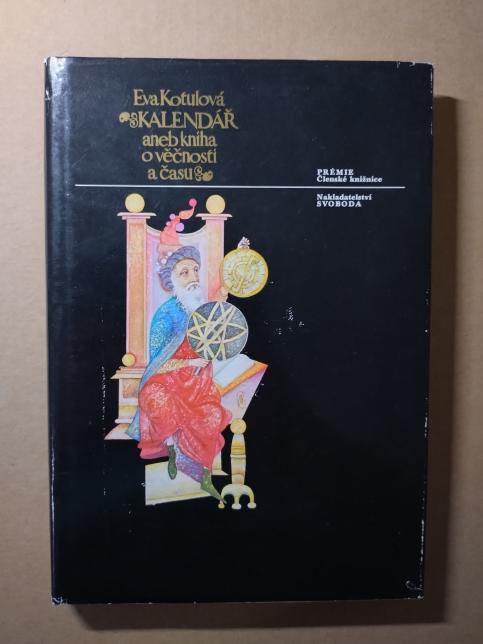 Eva Kotulová
KALENDÁŘ
aneb kniha
o věčnosti
a času
PRÉMIE
Členské knižnice
Nakladatelství
SVOBODA